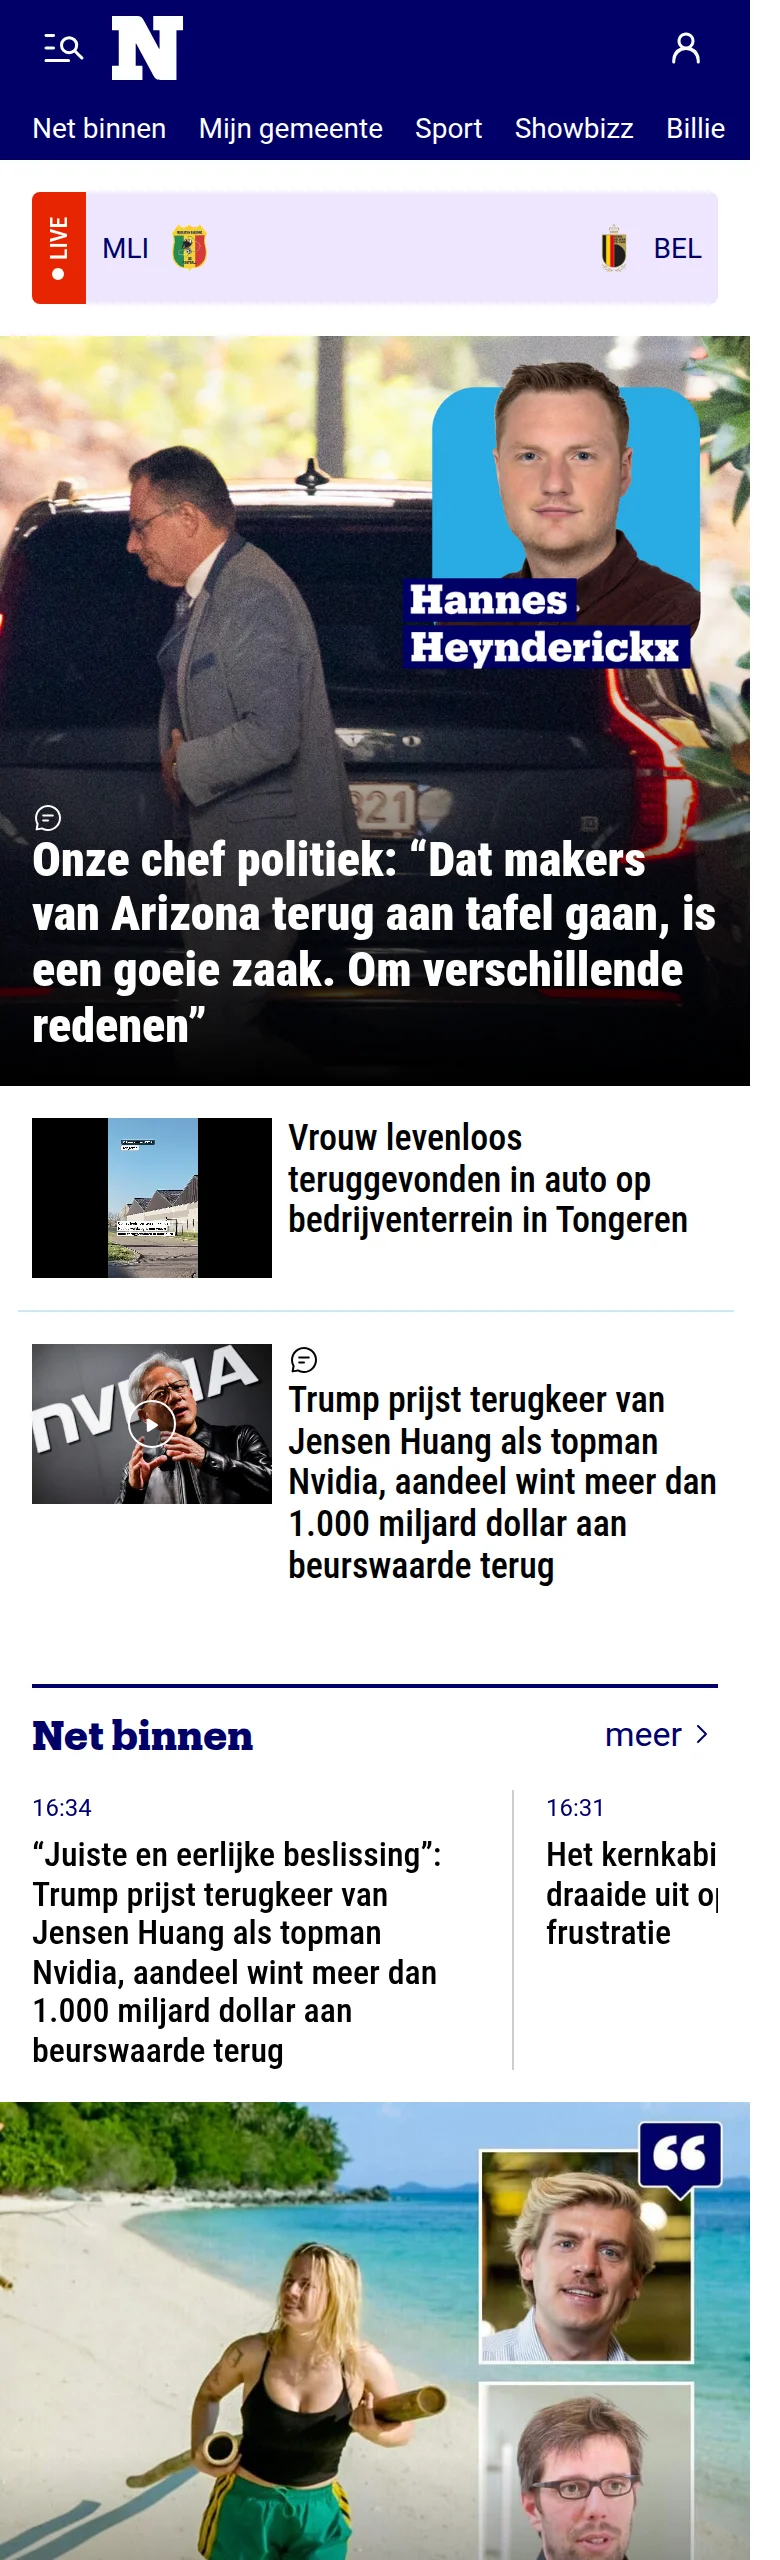 N
Net binnen Mijn gemeente Sport Showbizz Billie
LIVE
MLI BEL
Hannes
Heynderickx
321
Onze chef politiek: “Dat makers
van Arizona terug aan tafel gaan, is
een goeie zaak. Om verschillende
redenen”
Vrouw levenloos
teruggevonden in auto op
bedrijventerrein in Tongeren
NVIDIA
Trump prijst terugkeer van
Jensen Huang als topman
Nvidia, aandeel wint meer dan
1.000 miljard dollar aan
beurswaarde terug
Net binnen
meer
16:34
“Juiste en eerlijke beslissing”:
Trump prijst terugkeer van
Jensen Huang als topman
Nvidia, aandeel wint meer dan
1.000 miljard dollar aan
beurswaarde terug
16:31
Het kernkabi
draaide uit op
frustratie